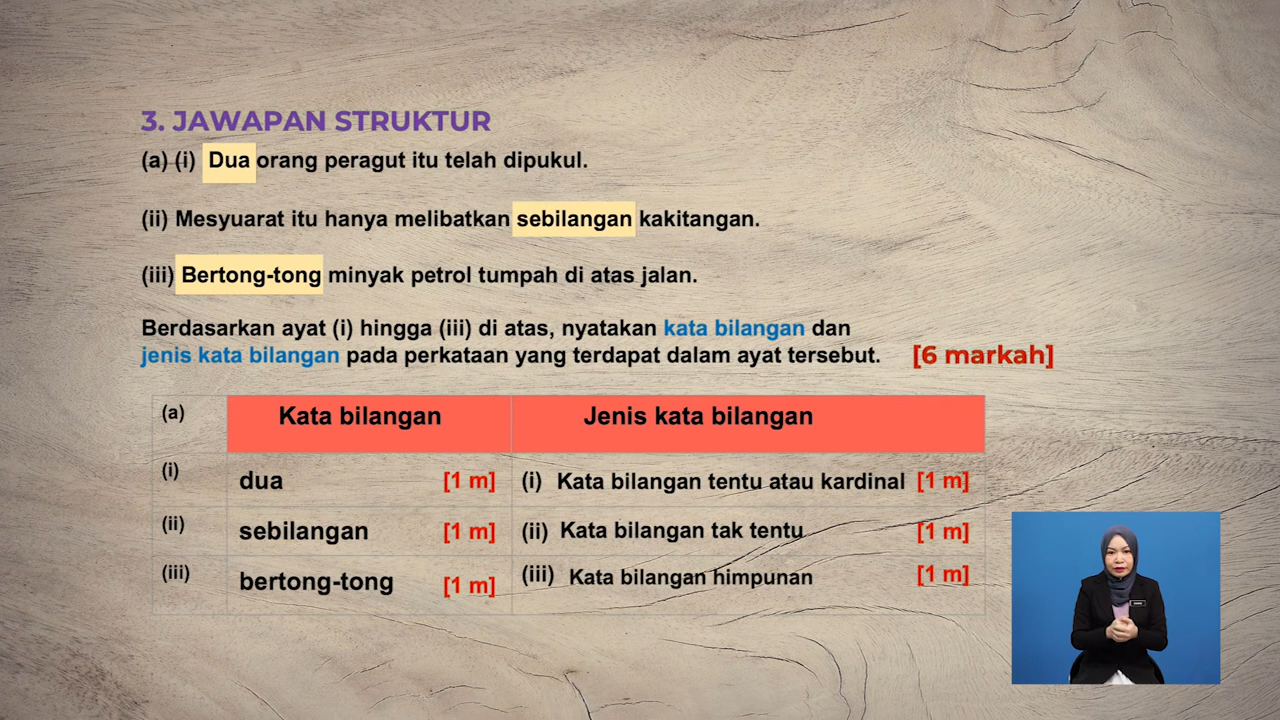 3. JAWAPAN STRUKTUR
(a) (i) Dua orang peragut itu telah dipukul.
(ii) Mesyuarat itu hanya melibatkan sebilangan kakitangan.
(iii) Bertong-tong minyak petrol tumpah di atas jalan.
Berdasarkan ayat (i) hingga (iii) di atas, nyatakan kata bilangan dan
jenis kata bilangan pada perkataan yang terdapat dalam ayat tersebut. [6 markah]
(a) Kata bilangan Jenis kata bilangan
(i) dua [1 m] (i) Kata bilangan tentu atau kardinal [1 m]
(ii) sebilangan [1 m] (ii) Kata bilangan tak tentu [1 m]
(iii) bertong-tong [1 m] (iii) Kata bilangan himpunan [1 m]